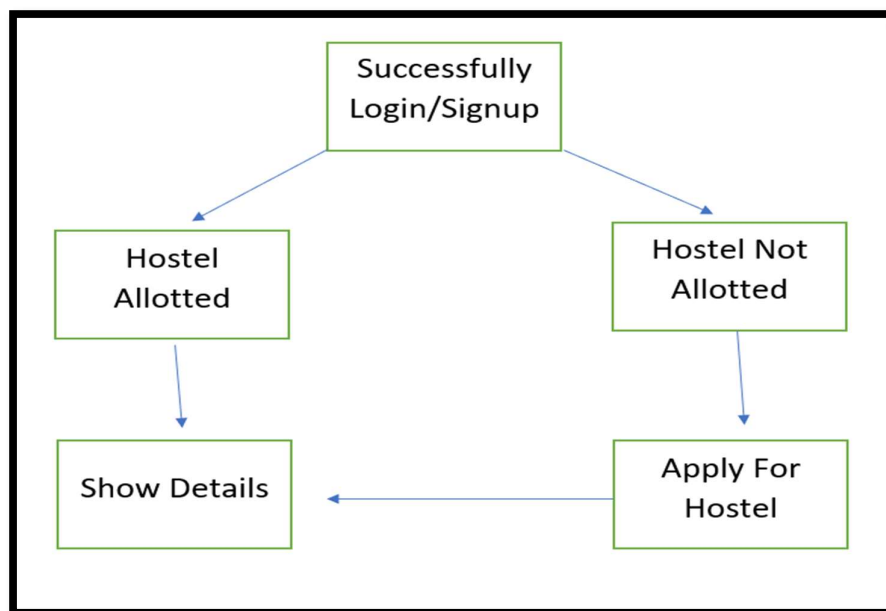 Successfully
Login/Signup
Hostel
Allotted
Hostel Not
Allotted
Show Details
Apply For
Hostel